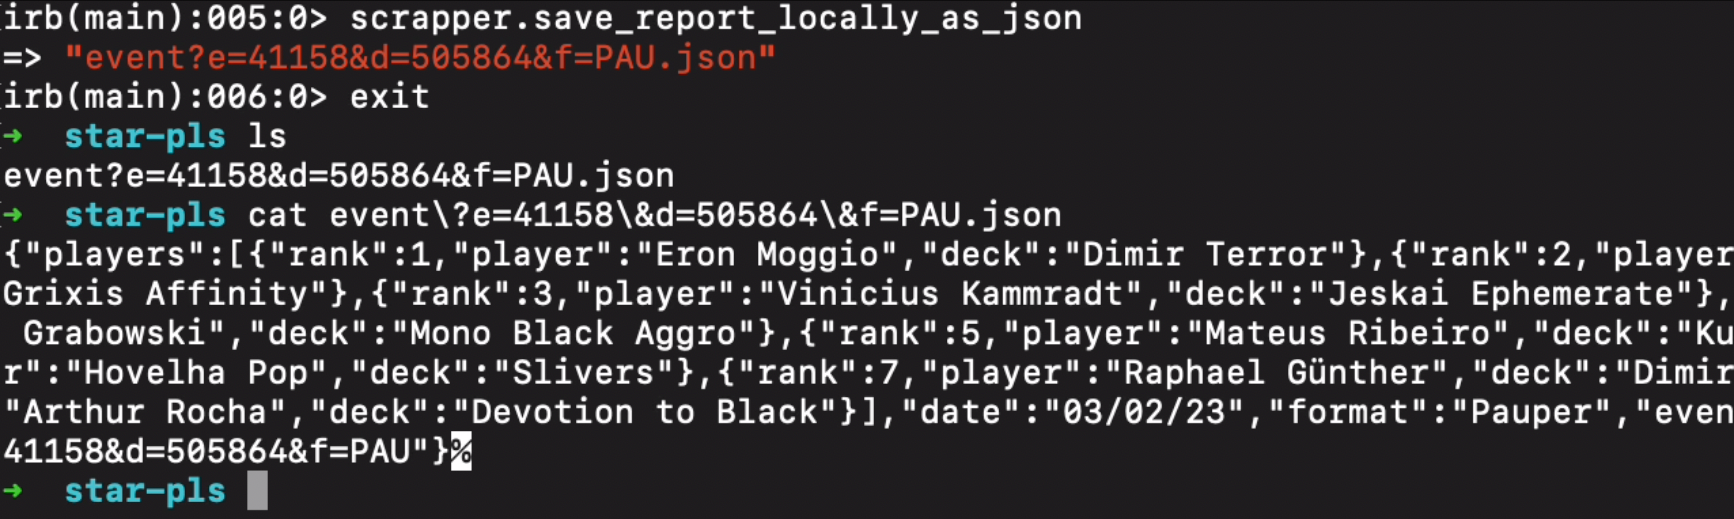 irb(main):005:0> scrapper.save_report_locally_as_json
=> "event?e=41158&d=505864&f=PAU.json"
irb(main):006:0> exit
→ star-pls ls
event?e=41158&d=505864&f=PAU.json
→ star-pls cat event\?e=41158\&d=505864\&f=PAU.json
{"players":[{"rank":1,"player":"Eron Moggio","deck":"Dimir Terror"},{"rank":2,"player
Grixis Affinity"},{"rank":3,"player":"Vinicius Kammradt","deck":"Jeskai Ephemerate"},
Grabowski","deck":"Mono Black Aggro"},{"rank":5,"player":"Mateus Ribeiro","deck":"Ku
r":"Hovelha Pop","deck":"Slivers"},{"rank":7,"player":"Raphael Günther","deck":"Dimir
"Arthur Rocha","deck":"Devotion to Black"}],"date":"03/02/23","format":"Pauper","even
41158&d=505864&f=PAU"}%
→ star-pls